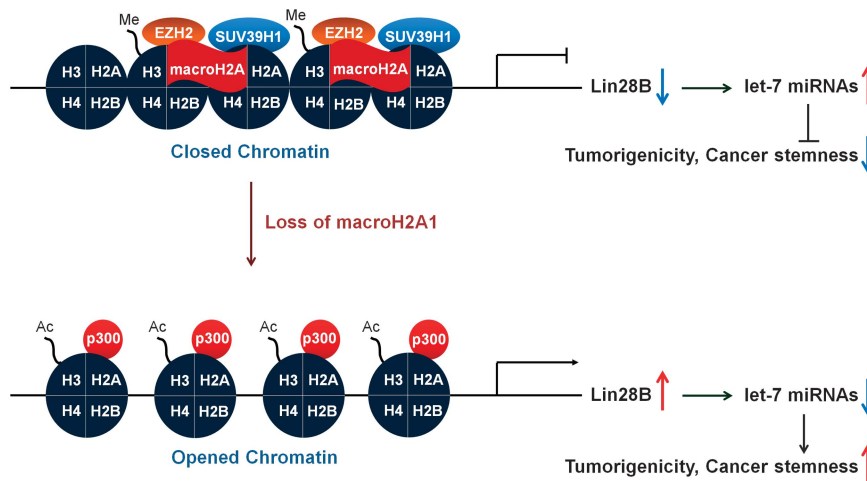 Me EZH2 SUV39H1 Me EZH2 SUV39H1
H3 H2A H3 macroH2A H2A H3 macroH2A H2A
H4 H2B H4 H2B H4 H2B H4 H2B H4 H2B
Lin28B let-7 miRNAs
Closed Chromatin
Tumorigenicity, Cancer stemness
Loss of macroH2A1
Ac p300 Ac p300 Ac p300 Ac p300
H3 H2A H3 H2A H3 H2A H3 H2A
H4 H2B H4 H2B H4 H2B H4 H2B
Lin28B let-7 miRNAs
Opened Chromatin
Tumorigenicity, Cancer stemness